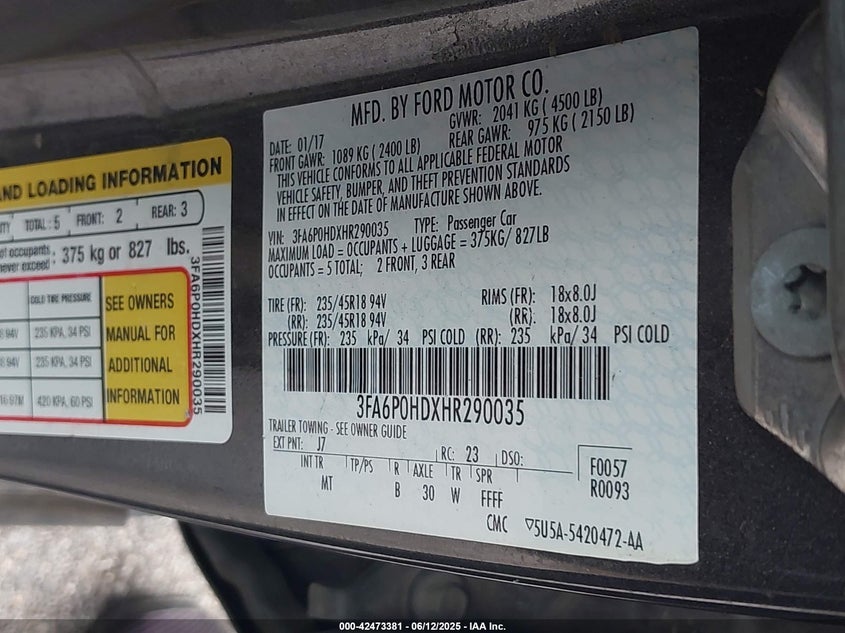 AND LOADING INFORMATION
TOTAL: 5 FRONT: 2 REAR: 3
occupants,
never exceed 375 kg or 827 lbs.
COLD TIRE PRESSURE
235 KPA, 34 PSI
235 KPA, 34 PSI
420 KPA, 60 PSI
SEE OWNERS
MANUAL FOR
ADDITIONAL
INFORMATION
3FA6P0HDXHR290035
MFD. BY FORD MOTOR CO.
DATE: 01/17 GVWR: 2041 KG ( 4500 LB)
FRONT GAWR: 1089 KG ( 2400 LB) REAR GAWR: 975 KG ( 2150 LB)
THIS VEHICLE CONFORMS TO ALL APPLICABLE FEDERAL MOTOR
VEHICLE SAFETY, BUMPER, AND THEFT PREVENTION STANDARDS
IN EFFECT ON THE DATE OF MANUFACTURE SHOWN ABOVE.
VIN: 3FA6P0HDXHR290035 TYPE: Passenger Car
MAXIMUM LOAD = OCCUPANTS + LUGGAGE = 375KG/ 827LB
OCCUPANTS = 5 TOTAL; 2 FRONT, 3 REAR
TIRE (FR): 235/45R18 94V RIMS (FR): 18x8.0J
(RR): 235/45R18 94V (RR): 18x8.0J
PRESSURE(FR): 235 kPa/ 34 PSI COLD (RR): 235 kPa/ 34 PSI COLD
3FA6P0HDXHR290035
TRAILER TOWING - SEE OWNER GUIDE
EXT PNT: J7 RC: 23 DSO:
INT TR TP/PS R AXLE TR SPR
MT B 30 W FFFF
F0057
R0093
CMC ▽5U5A-5420472-AA
000-42473381 - 06/12/2025 - IAA Inc.